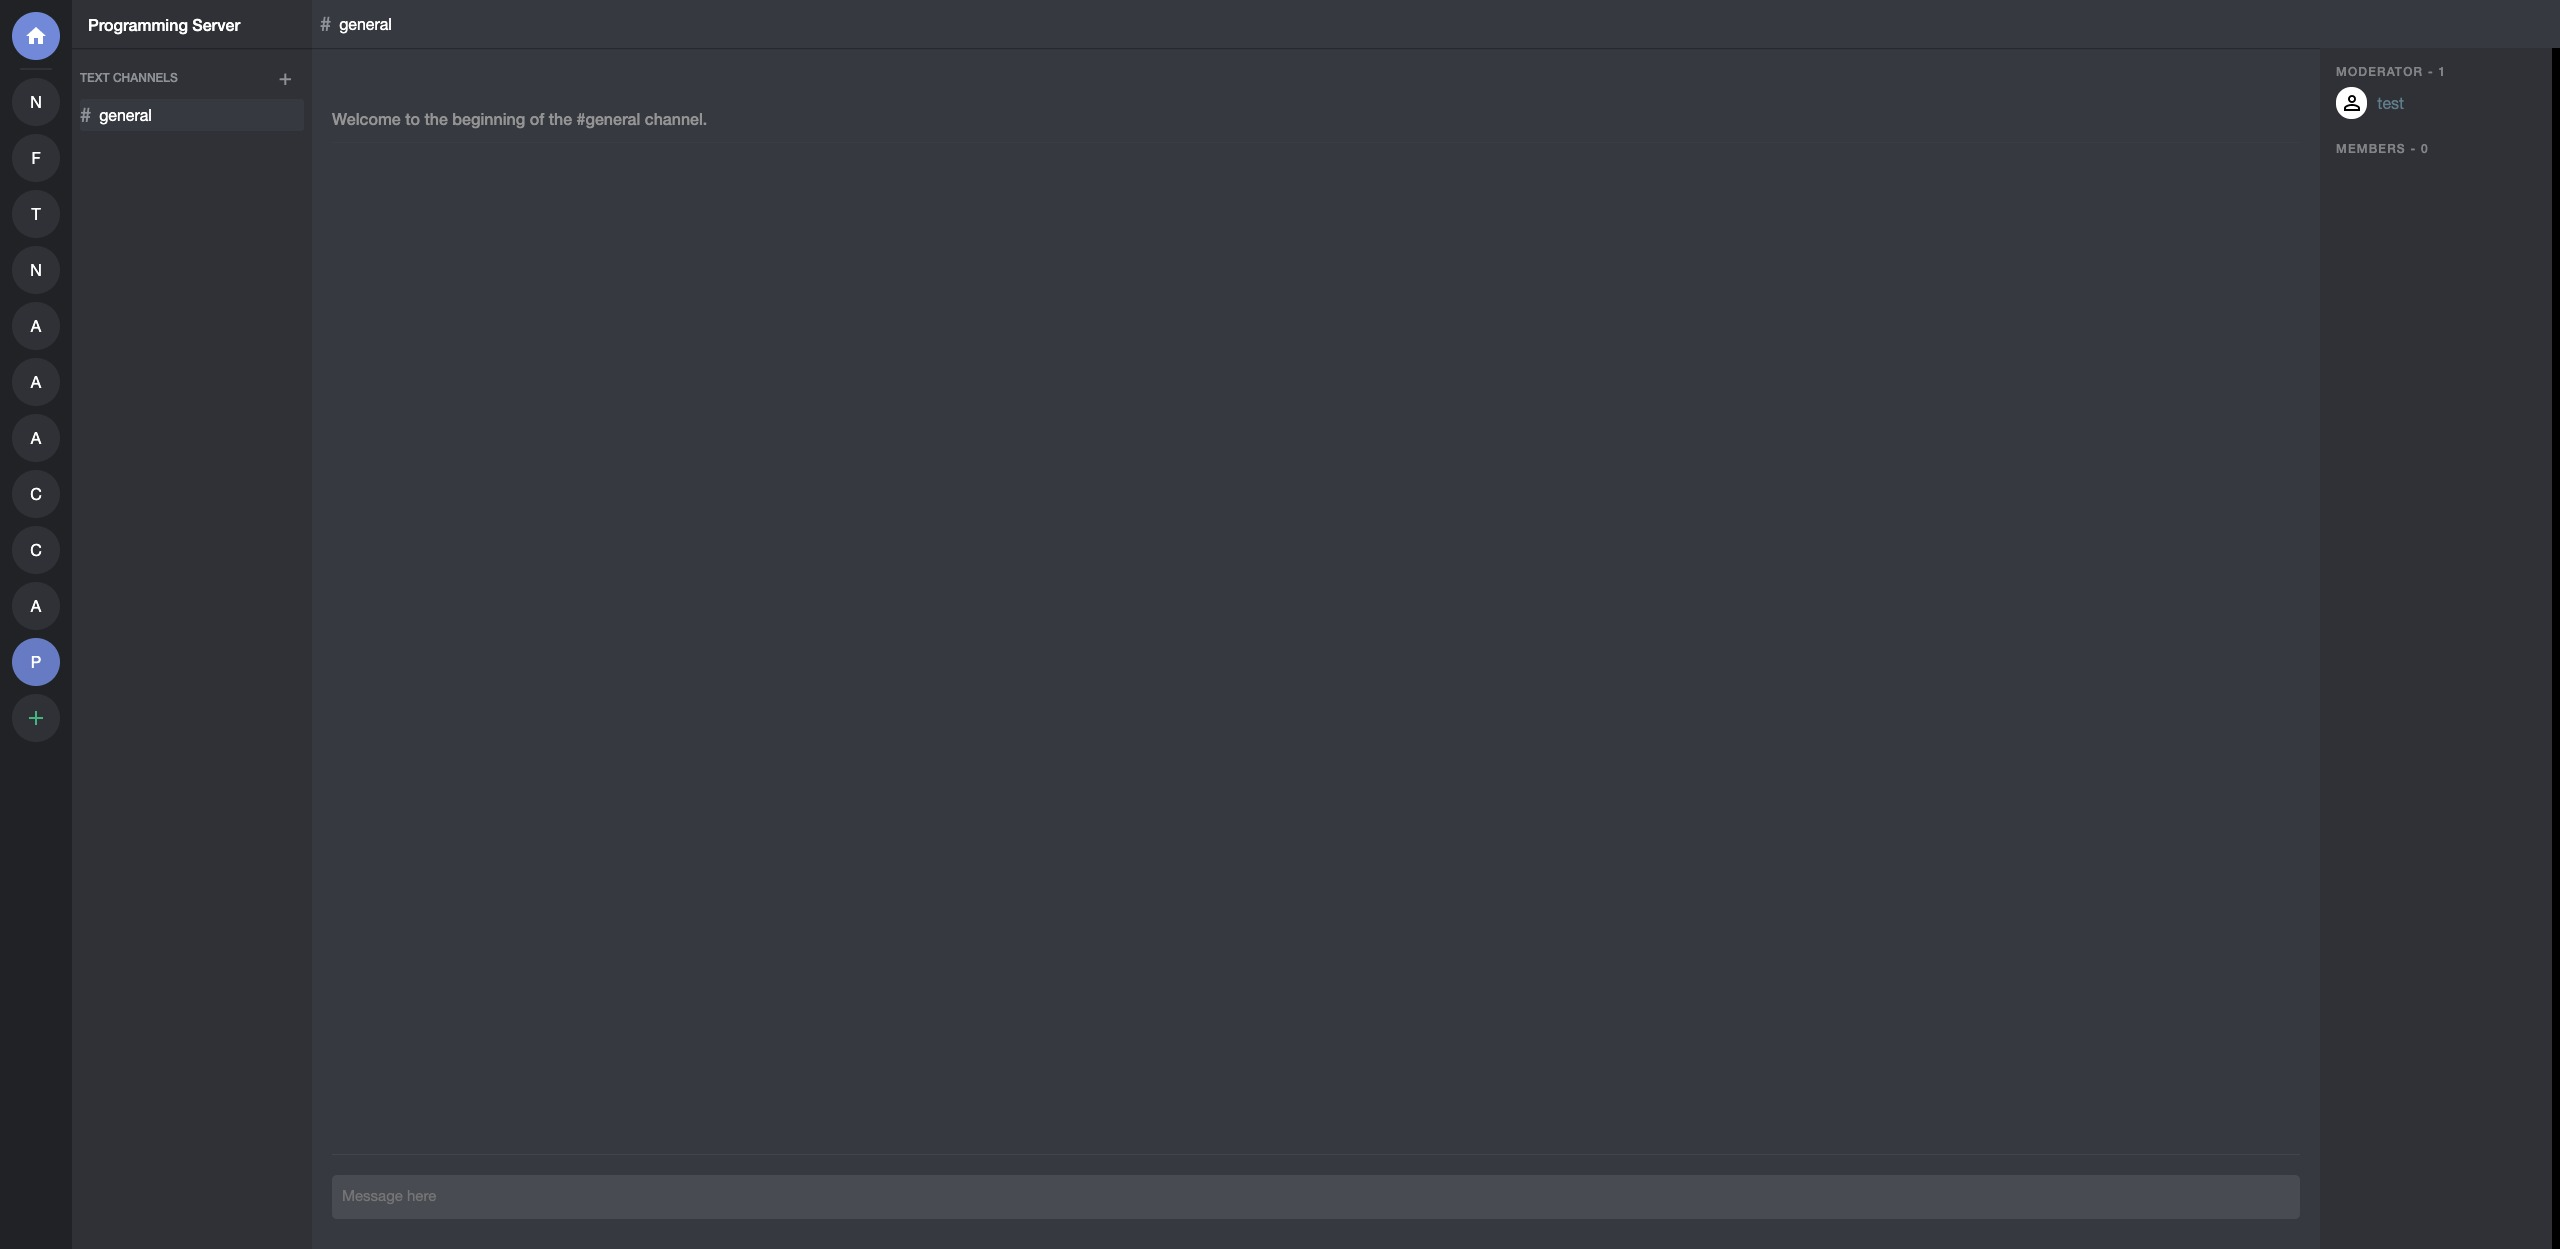 Programming Server
# general
TEXT CHANNELS +
# general
N
F
T
N
A
A
A
C
C
A
P
+
Welcome to the beginning of the #general channel.
Message here
MODERATOR - 1
test
MEMBERS - 0